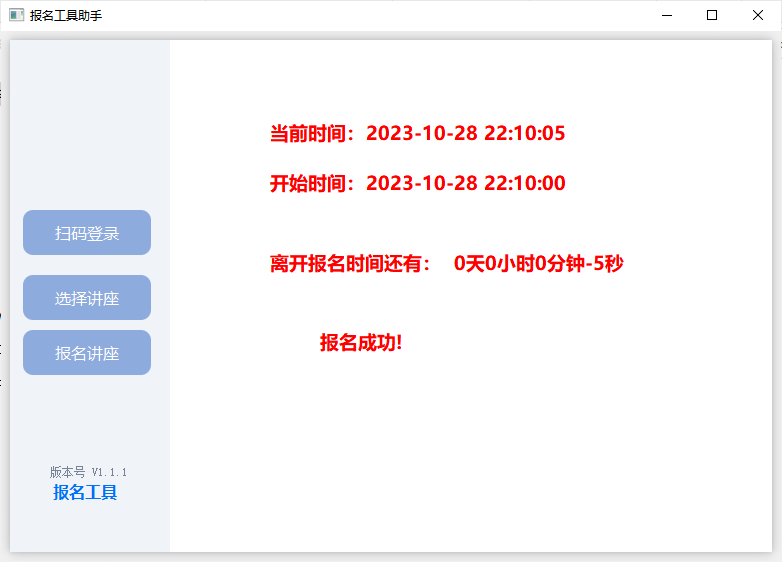 报名工具助手
当前时间：2023-10-28 22:10:05
开始时间：2023-10-28 22:10:00
扫码登录
离开报名时间还有： 0天0小时0分钟-5秒
选择讲座
报名成功!
报名讲座
版本号 V1.1.1
报名工具